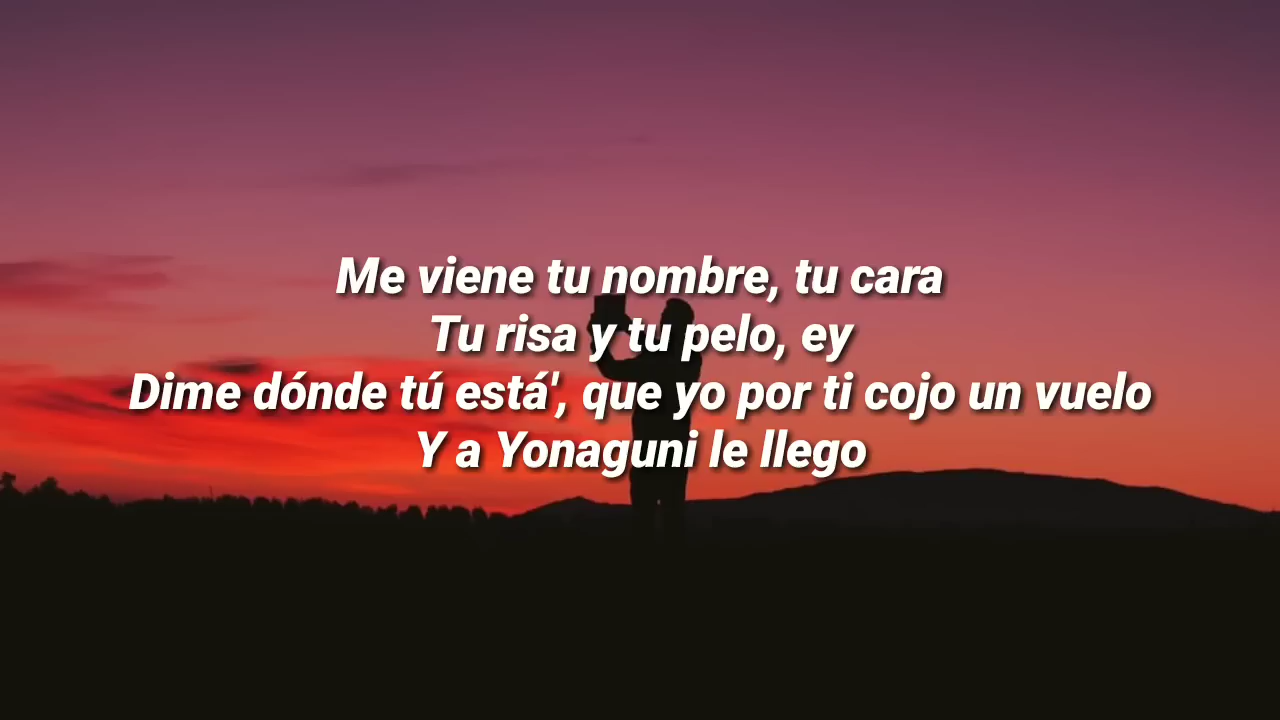 Me viene tu nombre, tu cara
Tu risa y tu pelo, ey
Dime dónde tú está', que yo por ti cojo un vuelo
Y a Yonaguni le llego